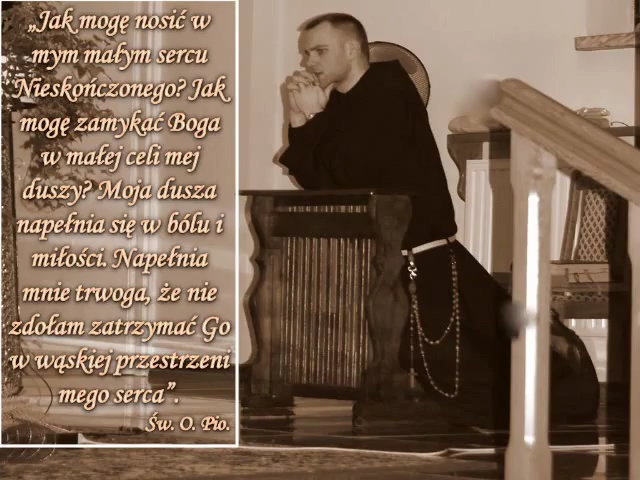 „Jak mogę nosić w
mym małym sercu
Nieskończonego? Jak
mogę zamykać Boga
w małej celi mej
duszy? Moja dusza
napełnia się w bólu i
miłości. Napełnia
mnie trwoga, że nie
zdołam zatrzymać Go
w wąskiej przestrzeni
mego serca”.
Św. O. Pio.